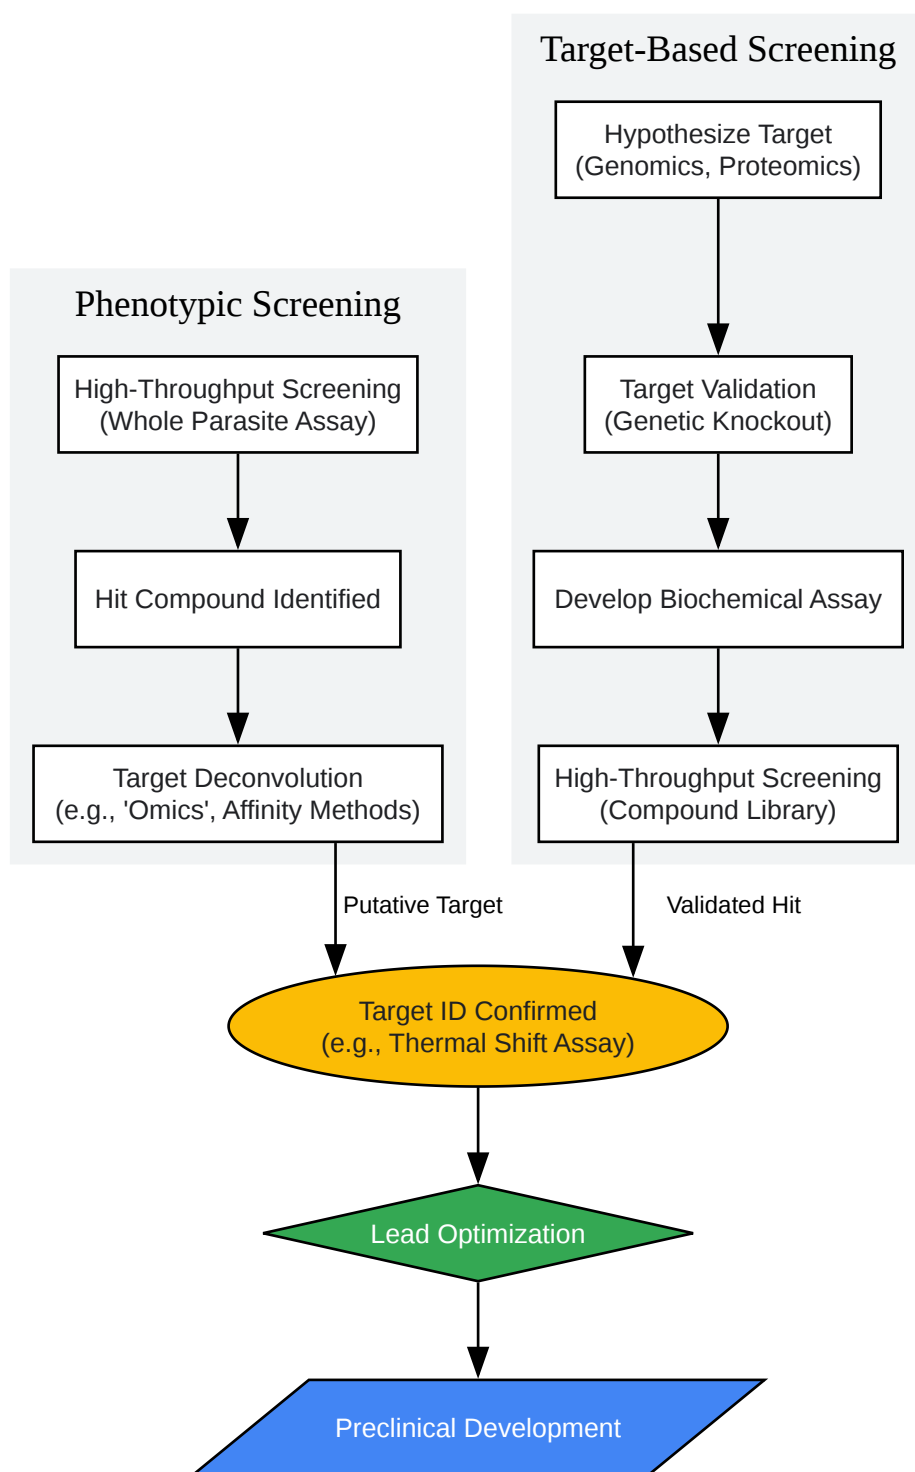 Target-Based Screening
Hypothesize Target
(Genomics, Proteomics)
Phenotypic Screening
High-Throughput Screening
(Whole Parasite Assay)
Target Validation
(Genetic Knockout)
Hit Compound Identified
Develop Biochemical Assay
Target Deconvolution
(e.g., 'Omics', Affinity Methods)
High-Throughput Screening
(Compound Library)
Putative Target
Validated Hit
Target ID Confirmed
(e.g., Thermal Shift Assay)
Lead Optimization
Preclinical Development